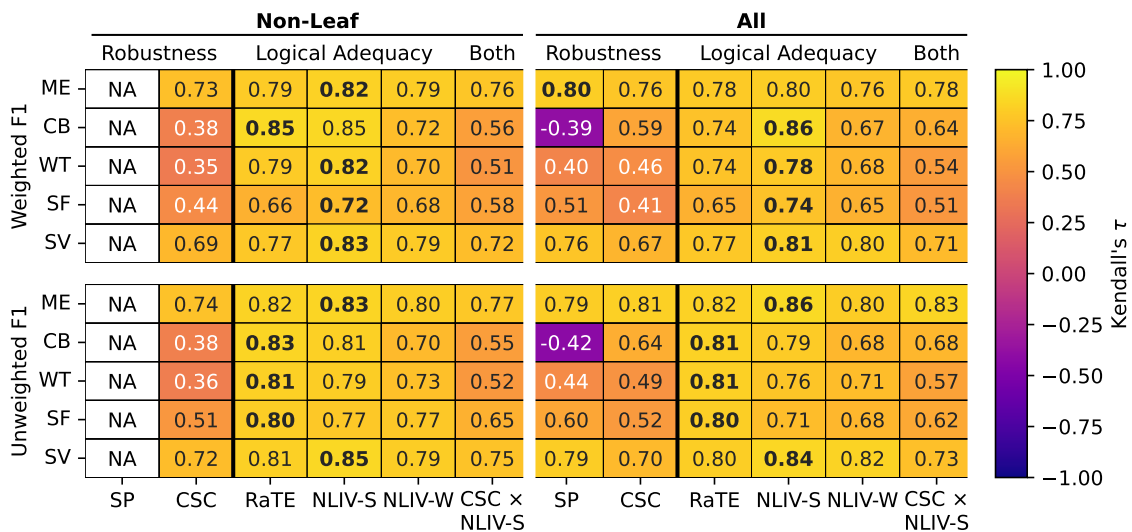 Non-Leaf All
Robustness Logical Adequacy Both Robustness Logical Adequacy Both
Weighted F1
ME NA 0.73 0.79 0.82 0.79 0.76 0.80 0.76 0.78 0.80 0.76 0.78
CB NA 0.38 0.85 0.85 0.72 0.56 -0.39 0.59 0.74 0.86 0.67 0.64
WT NA 0.35 0.79 0.82 0.70 0.51 0.40 0.46 0.74 0.78 0.68 0.54
SF NA 0.44 0.66 0.72 0.68 0.58 0.51 0.41 0.65 0.74 0.65 0.51
SV NA 0.69 0.77 0.83 0.79 0.72 0.76 0.67 0.77 0.81 0.80 0.71
Unweighted F1
ME NA 0.74 0.82 0.83 0.80 0.77 0.79 0.81 0.82 0.86 0.80 0.83
CB NA 0.38 0.83 0.81 0.70 0.55 -0.42 0.64 0.81 0.79 0.68 0.68
WT NA 0.36 0.81 0.79 0.73 0.52 0.44 0.49 0.81 0.76 0.71 0.57
SF NA 0.51 0.80 0.77 0.77 0.65 0.60 0.52 0.80 0.71 0.68 0.62
SV NA 0.72 0.81 0.85 0.79 0.75 0.79 0.70 0.80 0.84 0.82 0.73
SP CSC RaTE NLIV-S NLIV-W CSC × SP CSC RaTE NLIV-S NLIV-W CSC ×
NLIV-S NLIV-S
1.00
0.75
0.50
0.25
0.00
−0.25
−0.50
−0.75
−1.00
Kendall's τ